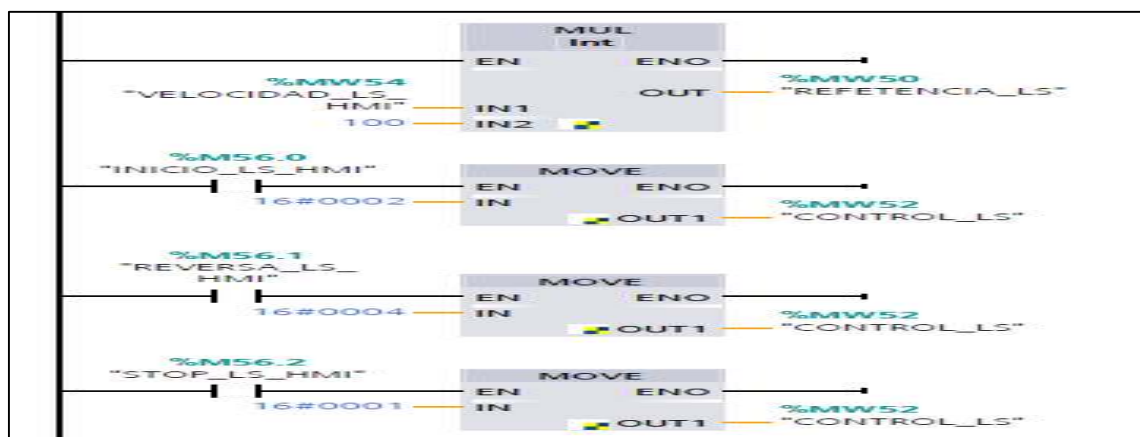 MUL
Int
EN ENO
%MW54
"VELOCIDAD_LS_
HMI" IN1
100 IN2
OUT
%MW50
"REFETENCIA_LS"
%M56.0
"INICIO_LS_HMI"
MOVE
EN ENO
16#0002 IN
OUT1
%MW52
"CONTROL_LS"
%M56.1
"REVERSA_LS_
HMI"
MOVE
EN ENO
16#0004 IN
OUT1
%MW52
"CONTROL_LS"
%M56.2
"STOP_LS_HMI"
MOVE
EN ENO
16#0001 IN
OUT1
%MW52
"CONTROL_LS"